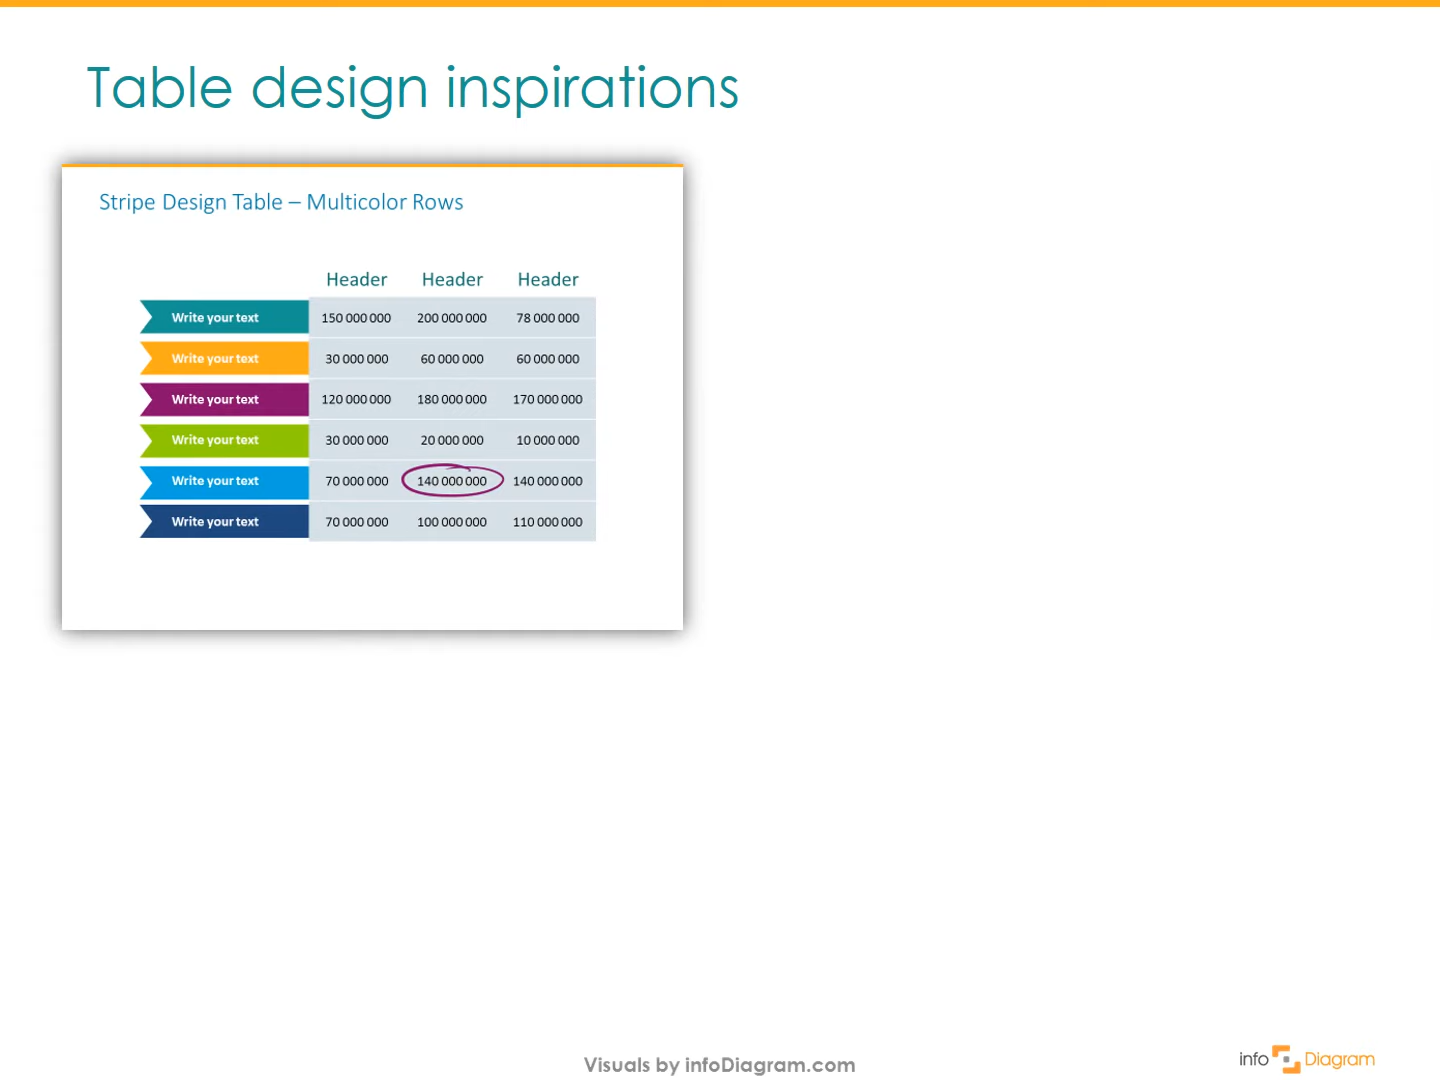 Table design inspirations
Stripe Design Table – Multicolor Rows
Header Header Header
Write your text 150 000 000 200 000 000 78 000 000
Write your text 30 000 000 60 000 000 60 000 000
Write your text 120 000 000 180 000 000 170 000 000
Write your text 30 000 000 20 000 000 10 000 000
Write your text 70 000 000 140 000 000 140 000 000
Write your text 70 000 000 100 000 000 110 000 000
Visuals by infoDiagram.com
info Diagram